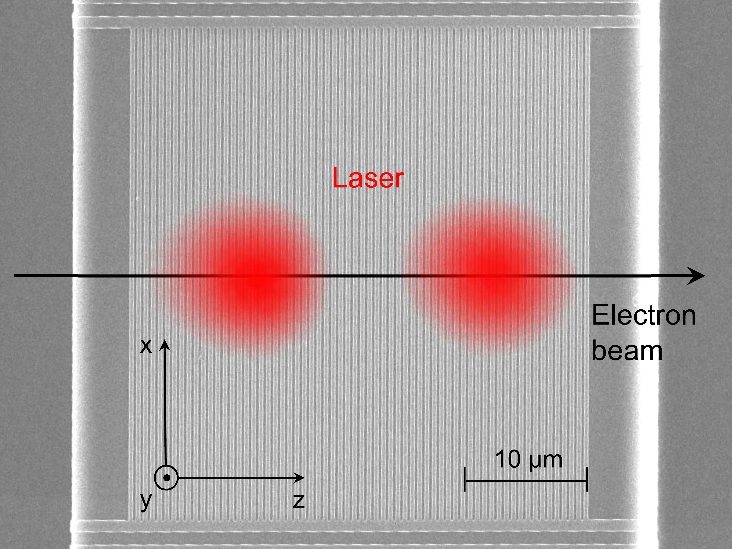 Laser
Electron
beam
x
10 µm
y
z